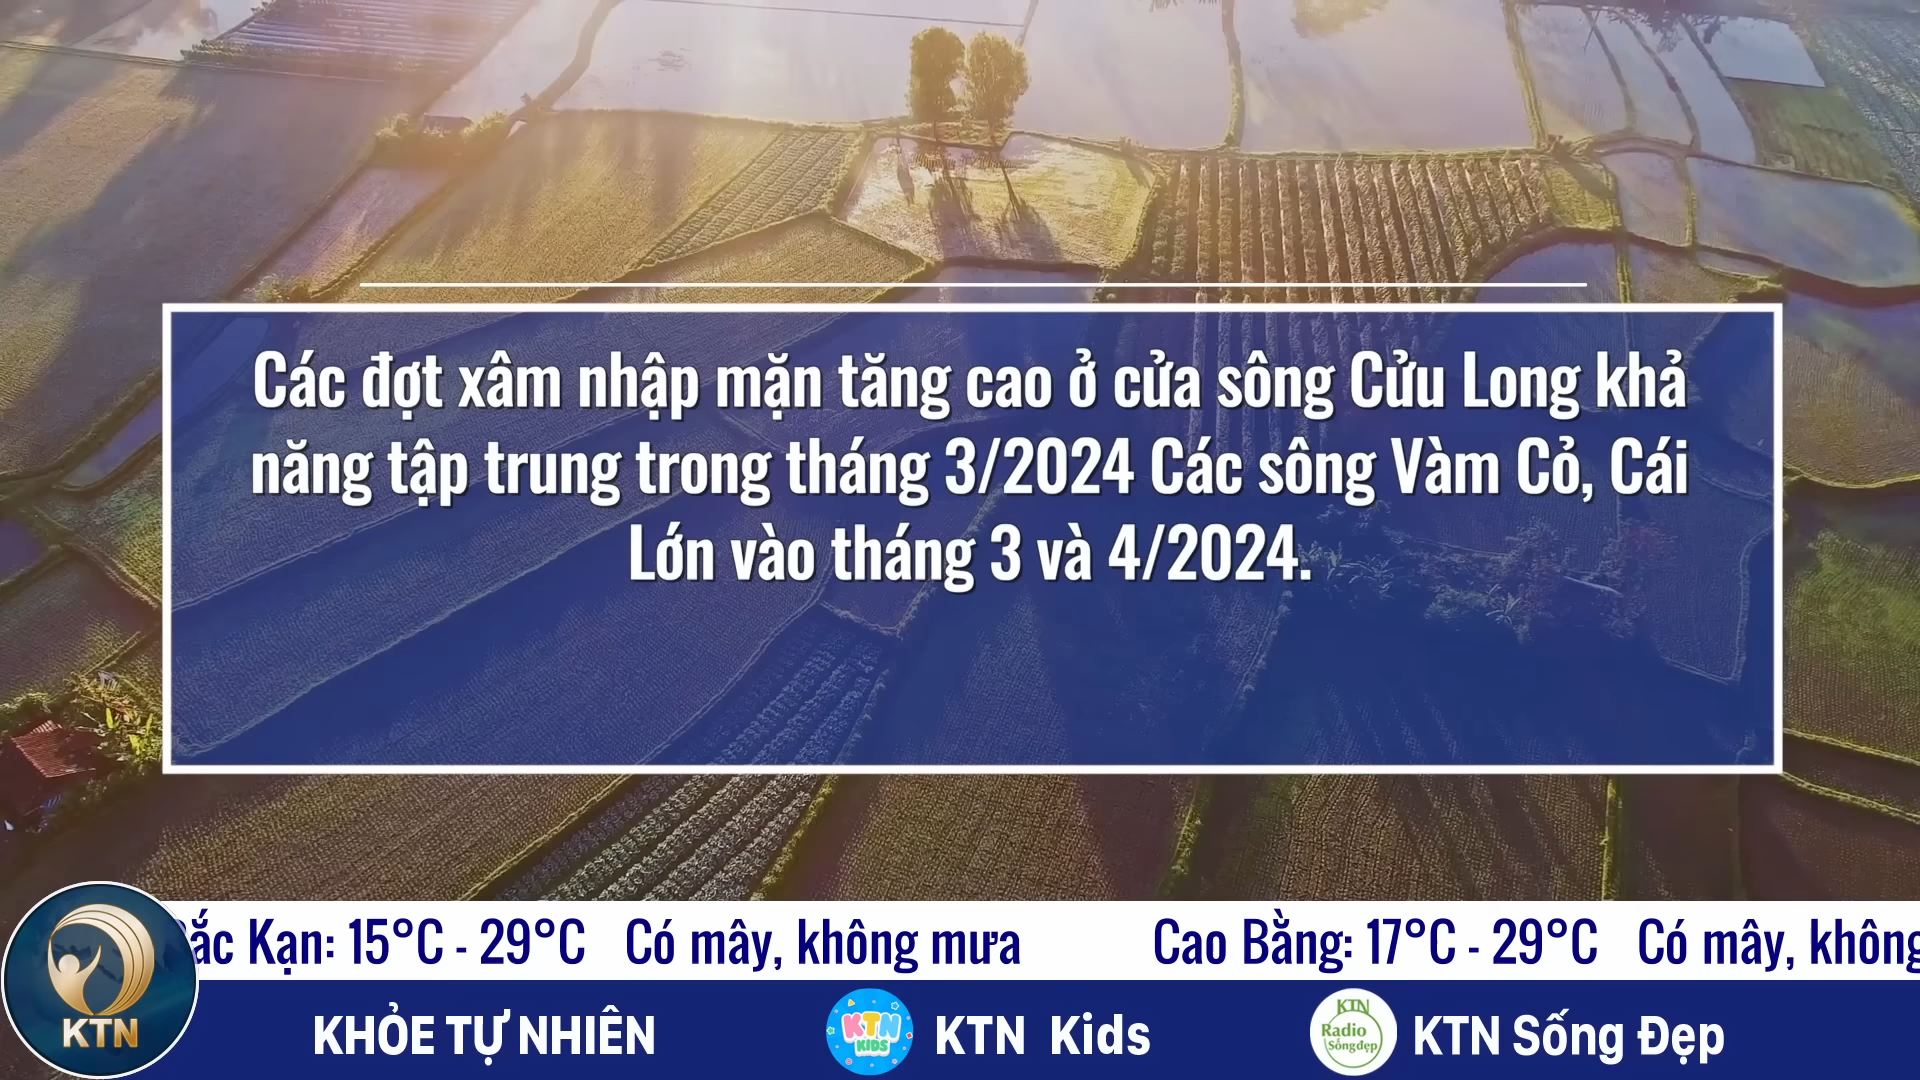 Các đợt xâm nhập mặn tăng cao ở cửa sông Cửu Long khả
năng tập trung trong tháng 3/2024 Các sông Vàm Cỏ, Cái
Lớn vào tháng 3 và 4/2024.
Bắc Kạn: 15°C - 29°C Có mây, không mưa Cao Bằng: 17°C - 29°C Có mây, không
KTN
KHỎE TỰ NHIÊN
KTN KIDS
KTN Kids
KTN
Radio
Sống đẹp
KTN Sống Đẹp